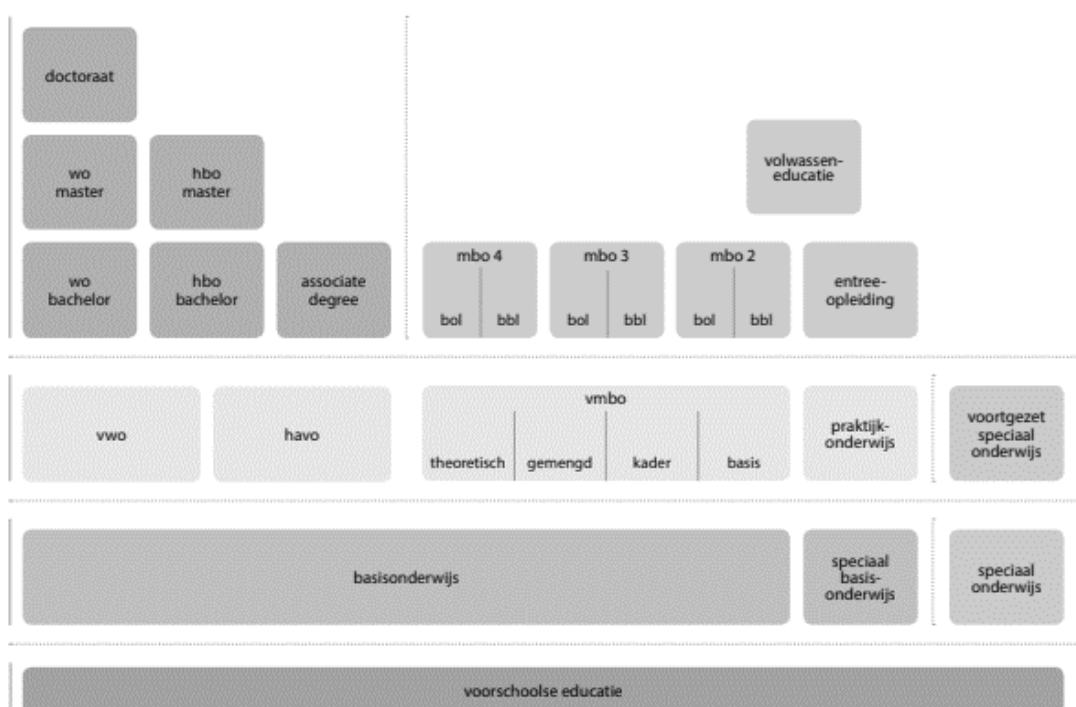 doctoraat
volwassen-
educatie
wo
master
hbo
master
wo
bachelor
hbo
bachelor
associate
degree
mbo 4
bol bbl
mbo 3
bol bbl
mbo 2
bol bbl
entree-
opleiding
vwo
havo
vmbo
theoretisch gemengd kader basis
praktijk-
onderwijs
voortgezet
speciaal
onderwijs
basisonderwijs
speciaal
basis-
onderwijs
speciaal
onderwijs
voorschoolse educatie